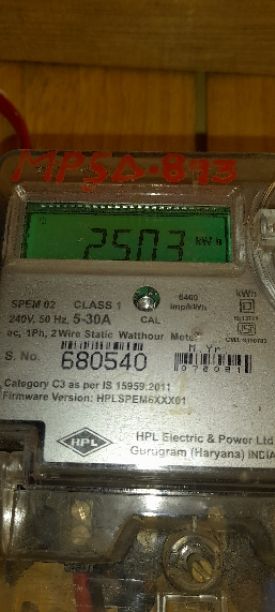 MPSD.893
2503 kWh
SPEM 02 CLASS 1
6400
imp/kWh
kWh
240V, 50 Hz, 5-30A CAL
ac, 1Ph, 2Wire Static Watthour Meter
M Yr
S. No. 680540
Category C3 as per IS 15959:2011
Firmware Version: HPLSPEM6XXX01
HPL
HPL Electric & Power Ltd
Gurugram (Haryana) INDIA